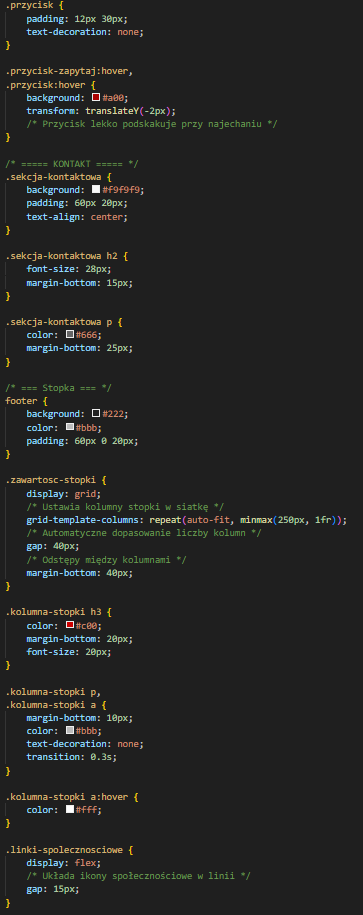 .przycisk {
    padding: 12px 30px;
    text-decoration: none;
}

.przycisk-zapytaj:hover,
.przycisk:hover {
    background: #a00;
    transform: translateY(-2px);
    /* Przycisk lekko podskakuje przy najechaniu */
}

/* ===== KONTAKT ===== */
.sekcja-kontaktowa {
    background: #f9f9f9;
    padding: 60px 20px;
    text-align: center;
}

.sekcja-kontaktowa h2 {
    font-size: 28px;
    margin-bottom: 15px;
}

.sekcja-kontaktowa p {
    color: #666;
    margin-bottom: 25px;
}

/* === Stopka === */
footer {
    background: #222;
    color: #bbb;
    padding: 60px 0 20px;
}

.zawartosc-stopki {
    display: grid;
    /* Ustawia kolumny stopki w siatkę */
    grid-template-columns: repeat(auto-fit, minmax(250px, 1fr));
    /* Automatyczne dopasowanie liczby kolumn */
    gap: 40px;
    /* Odstępy między kolumnami */
    margin-bottom: 40px;
}

.kolumna-stopki h3 {
    color: #c00;
    margin-bottom: 20px;
    font-size: 20px;
}

.kolumna-stopki p,
.kolumna-stopki a {
    margin-bottom: 10px;
    color: #bbb;
    text-decoration: none;
    transition: 0.3s;
}

.kolumna-stopki a:hover {
    color: #fff;
}

.linki-spolecznosciowe {
    display: flex;
    /* Układa ikony społecznościowe w linii */
    gap: 15px;
}